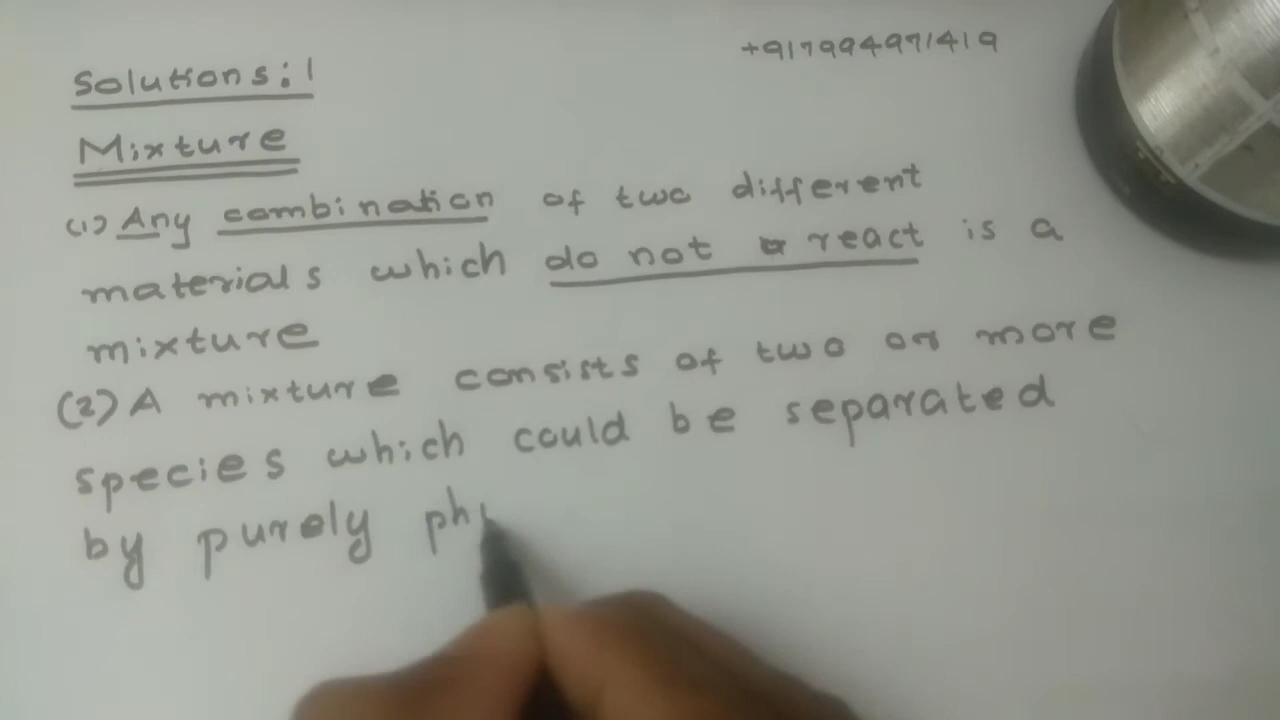 +917994971419
Solutions: 1
Mixture
(1) Any combination of two different
materials which do not react is a
mixture
(2) A mixture consists of two or more
species which could be separated
by purely ph